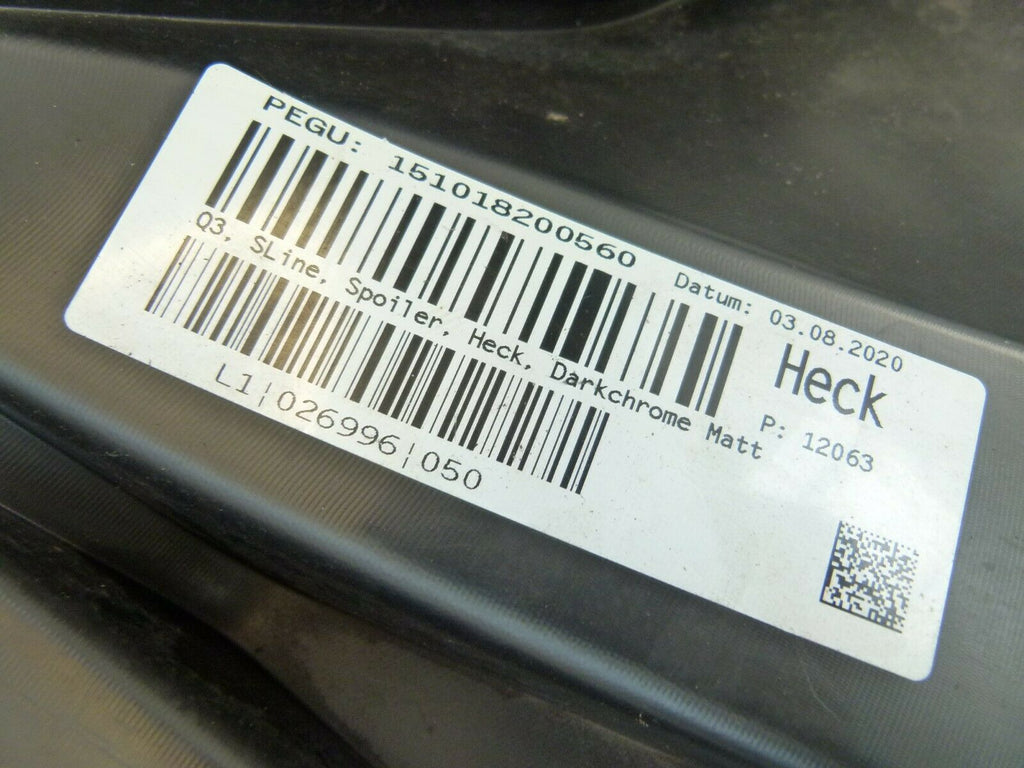 PEGU: 151018200560
Datum: 03.08.2020
Q3, SLine, Spoiler, Heck, Darkchrome Matt
Heck
P: 12063
L1¦026996¦050